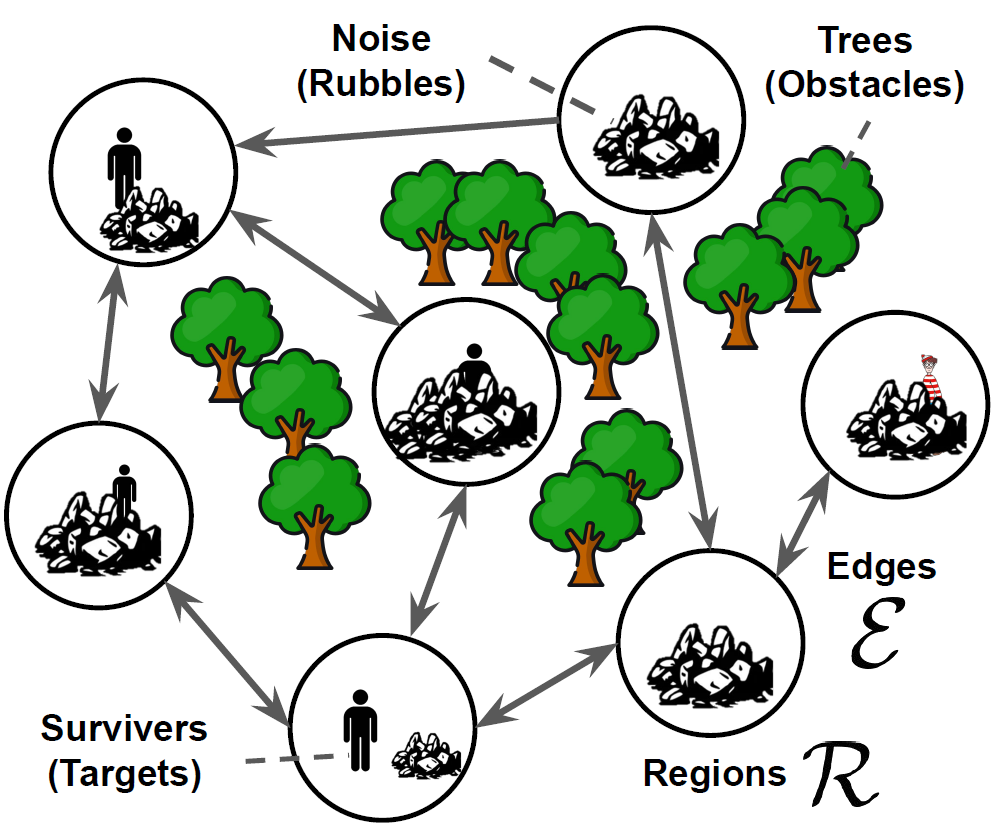 Noise
(Rubbles)
Trees
(Obstacles)
Edges
ℰ
Survivers
(Targets)
Regions ℛ